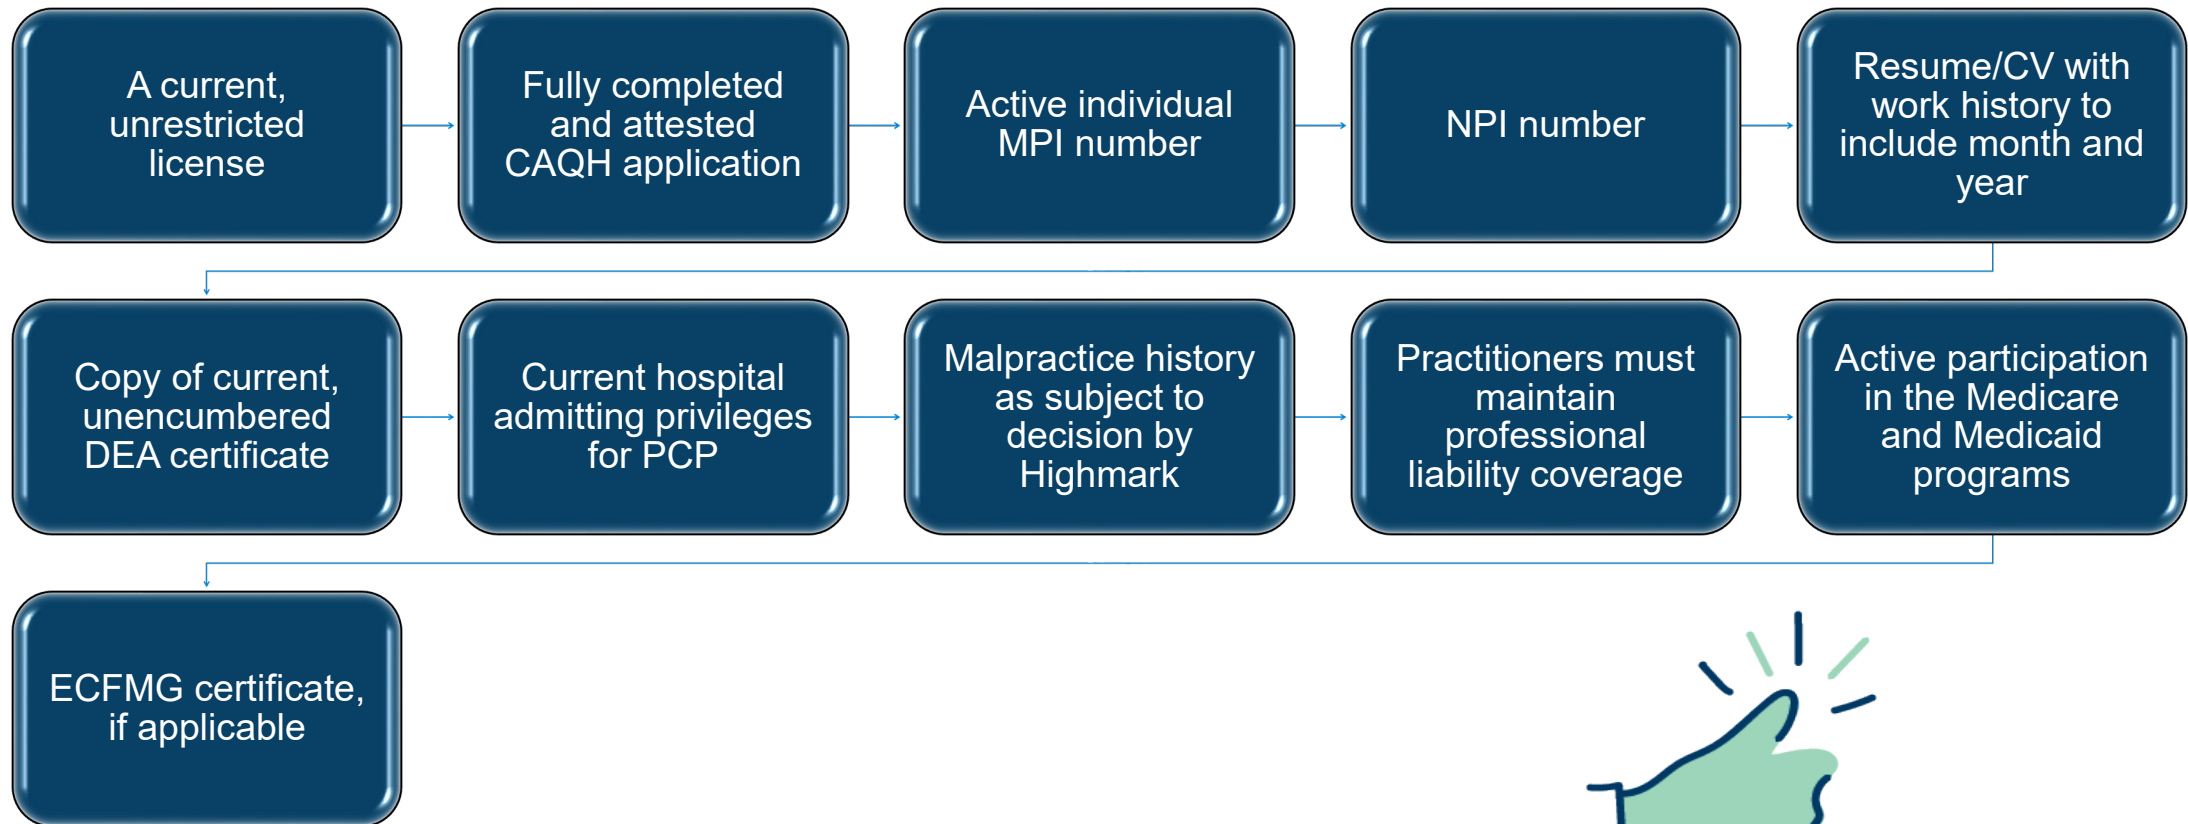 A current,
unrestricted
license
Fully completed
and attested
CAQH application
Active individual
MPI number
NPI number
Resume/CV with
work history to
include month and
year
Copy of current,
unencumbered
DEA certificate
Current hospital
admitting privileges
for PCP
Malpractice history
as subject to
decision by
Highmark
Practitioners must
maintain
professional
liability coverage
Active participation
in the Medicare
and Medicaid
programs
ECFMG certificate,
if applicable